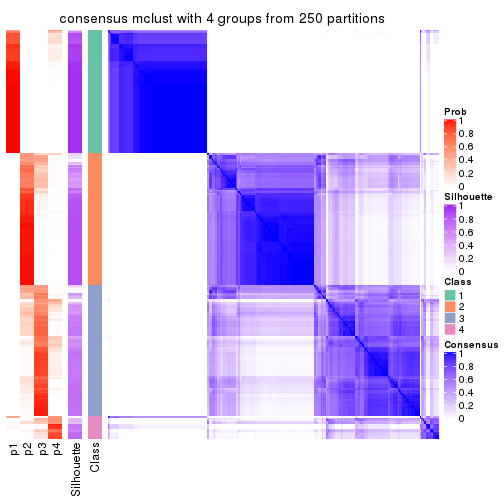 consensus mclust with 4 groups from 250 partitions
Prob
1
0.8
0.6
0.4
0.2
0
Silhouette
1
0.8
0.6
0.4
0.2
0
Class
1
2
3
4
Consensus
1
0.8
0.6
0.4
0.2
0
p1
p2
p3
p4
Silhouette
Class